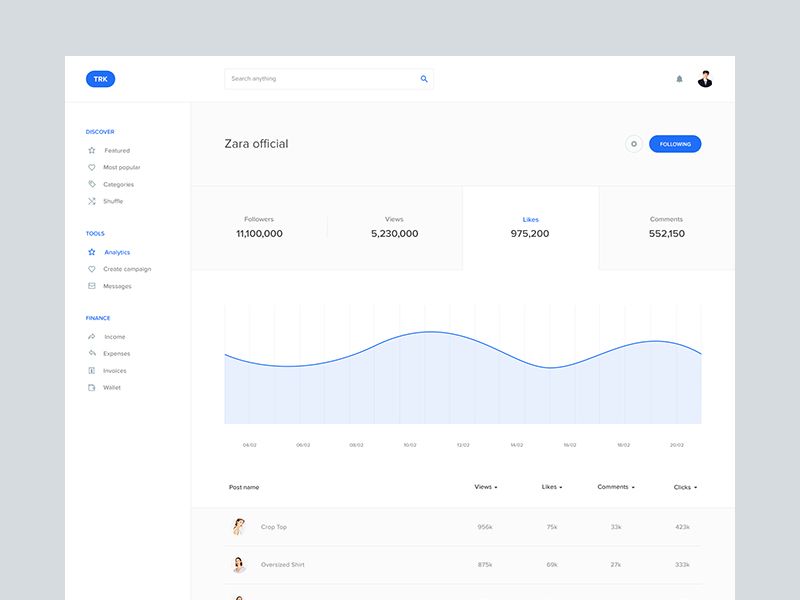 TRK
Search anything
DISCOVER
Featured
Most popular
Categories
Shuffle
TOOLS
Analytics
Create campaign
Messages
FINANCE
Income
Expenses
Invoices
Wallet
Zara official
FOLLOWING
Followers
11,100,000
Views
5,230,000
Likes
975,200
Comments
552,150
04/02 06/02 08/02 10/02 12/02 14/02 16/02 18/02 20/02
Post name Views Likes Comments Clicks
Crop Top 956k 75k 33k 423k
Oversized Shirt 875k 69k 27k 333k